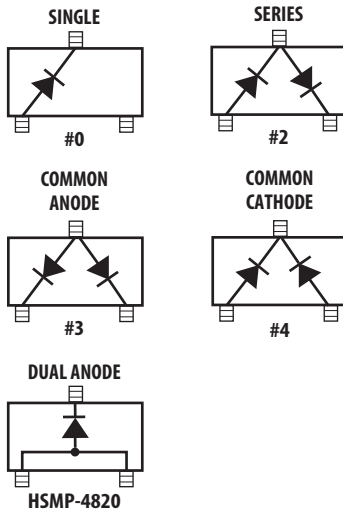 SINGLE
#0
SERIES
#2
COMMON
ANODE
#3
COMMON
CATHODE
#4
DUAL ANODE
HSMP-4820